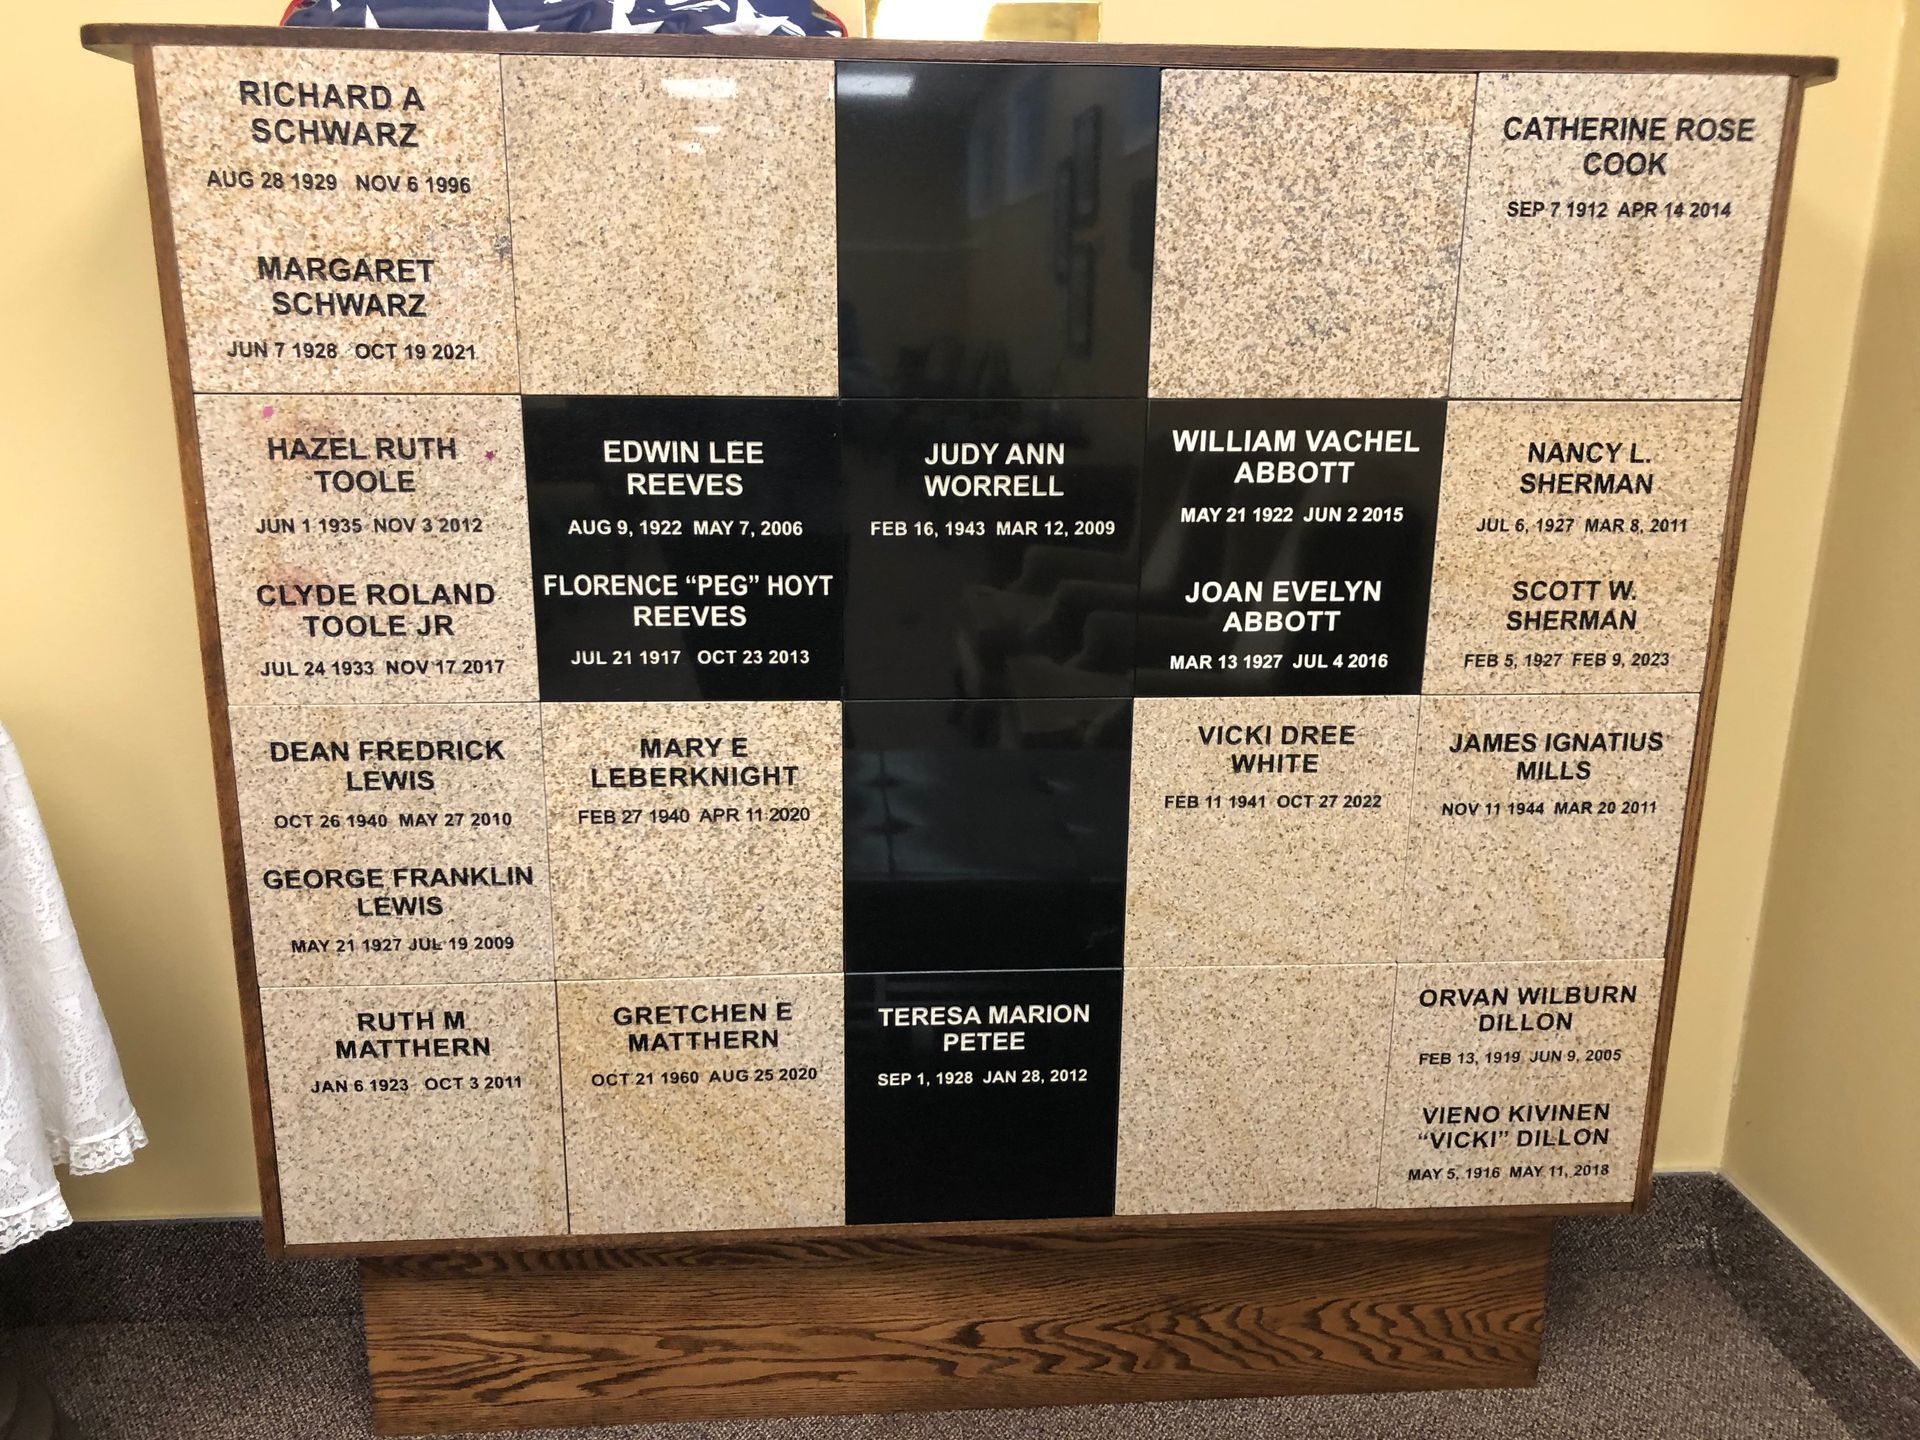 RICHARD A
SCHWARZ
AUG 28 1929 NOV 6 1996
MARGARET
SCHWARZ
JUN 7 1928 OCT 19 2021
CATHERINE ROSE
COOK
SEP 7 1912 APR 14 2014
HAZEL RUTH
TOOLE
JUN 1 1935 NOV 3 2012
CLYDE ROLAND
TOOLE JR
JUL 24 1933 NOV 17 2017
EDWIN LEE
REEVES
AUG 9, 1922 MAY 7, 2006
FLORENCE “PEG” HOYT
REEVES
JUL 21 1917 OCT 23 2013
JUDY ANN
WORRELL
FEB 16, 1943 MAR 12, 2009
WILLIAM VACHEL
ABBOTT
MAY 21 1922 JUN 2 2015
JOAN EVELYN
ABBOTT
MAR 13 1927 JUL 4 2016
NANCY L.
SHERMAN
JUL 6, 1927 MAR 8, 2011
SCOTT W.
SHERMAN
FEB 5, 1927 FEB 9, 2023
DEAN FREDRICK
LEWIS
OCT 26 1940 MAY 27 2010
GEORGE FRANKLIN
LEWIS
MAY 21 1927 JUL 19 2009
MARY E
LEBERKNIGHT
FEB 27 1940 APR 11 2020
VICKI DREE
WHITE
FEB 11 1941 OCT 27 2022
JAMES IGNATIUS
MILLS
NOV 11 1944 MAR 20 2011
RUTH M
MATTHERN
JAN 6 1923 OCT 3 2011
GRETCHEN E
MATTHERN
OCT 21 1960 AUG 25 2020
TERESA MARION
PETEE
SEP 1, 1928 JAN 28, 2012
ORVAN WILBURN
DILLON
FEB 13, 1919 JUN 9, 2005
VIENO KIVINEN
“VICKI” DILLON
MAY 5, 1916 MAY 11, 2018